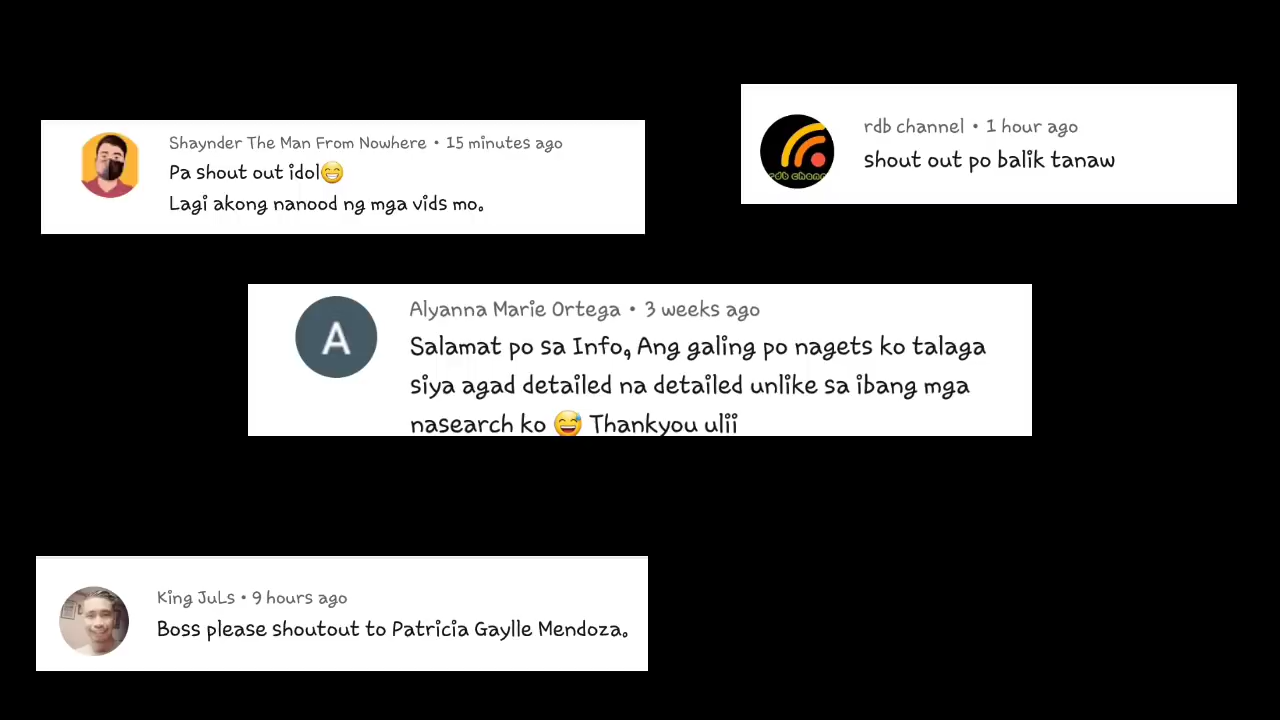 Shaynder The Man From Nowhere • 15 minutes ago
Pa shout out idol😁
Lagi akong nanood ng mga vids mo.
rdb channel • 1 hour ago
shout out po balik tanaw
rdb chann
A
Alyanna Marie Ortega • 3 weeks ago
Salamat po sa Info, Ang galing po nagets ko talaga
siya agad detailed na detailed unlike sa ibang mga
nasearch ko 😅 Thankyou ulii
King JuLs • 9 hours ago
Boss please shoutout to Patricia Gaylle Mendoza.